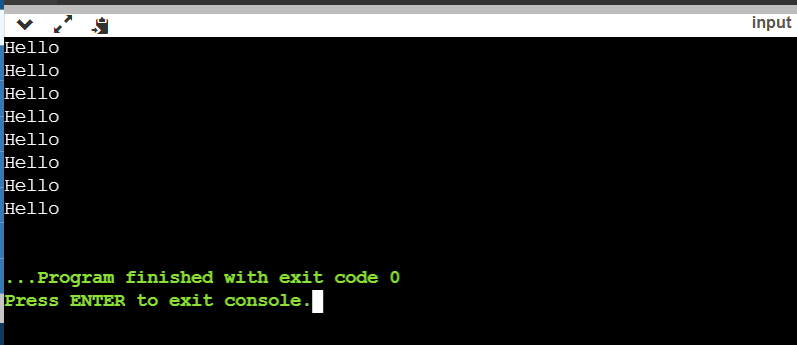 input
Hello
Hello
Hello
Hello
Hello
Hello
Hello
Hello
...Program finished with exit code 0
Press ENTER to exit console.